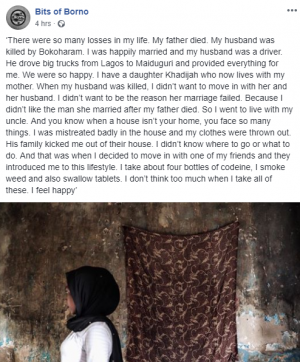 Bits of Borno
4 hrs ·
'There were so many losses in my life. My father died. My husband was
killed by Bokoharam. I was happily married and my husband was a driver.
He drove big trucks from Lagos to Maiduguri and provided everything for
me. We were so happy. I have a daughter Khadijah who now lives with my
mother. When my husband was killed, I didn't want to move in with her and
her husband. I didn't want to be the reason her marriage failed. Because I
didn't like the man she married after my father died. So I went to live with my
uncle. And you know when a house isn't your home, you face so many
things. I was mistreated badly in the house and my clothes were thrown out.
His family kicked me out of their house. I didn't know where to go or what to
do. And that was when I decided to move in with one of my friends and they
introduced me to this lifestyle. I take about four bottles of codeine, I smoke
weed and also swallow tablets. I don't think too much when I take all of
these. I feel happy'